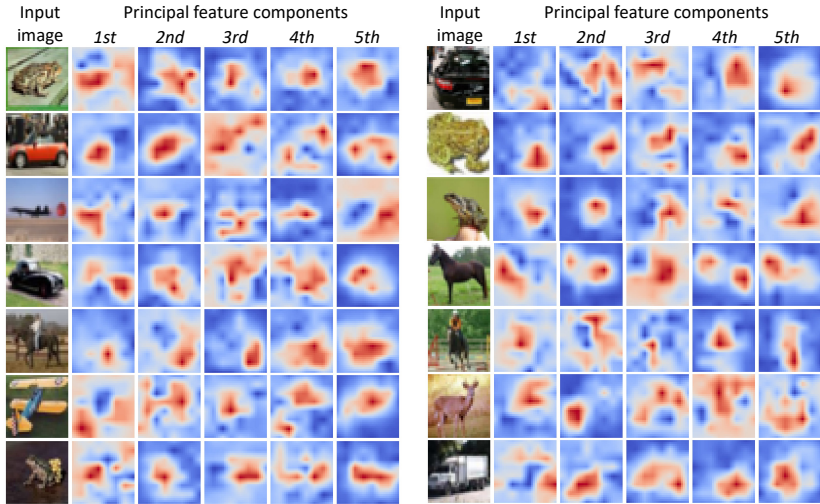 Input
image
Principal feature components
1st 2nd 3rd 4th 5th
Input
image
Principal feature components
1st 2nd 3rd 4th 5th